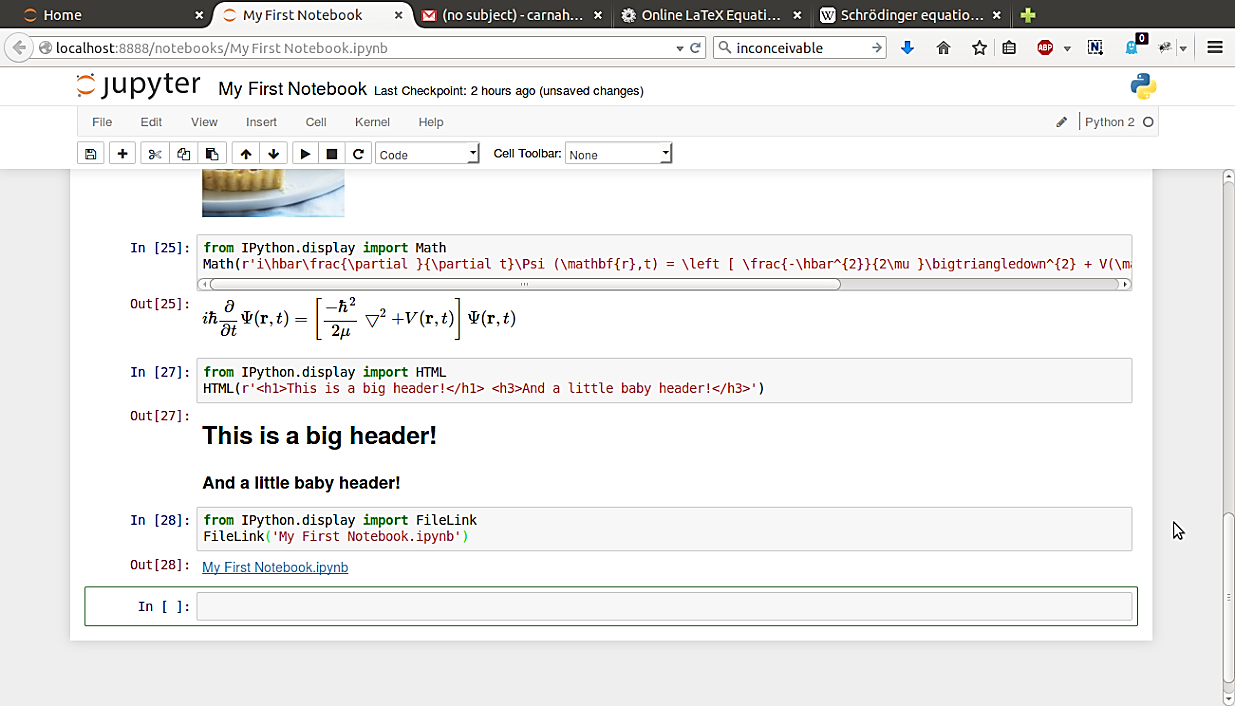 Home
My First Notebook
(no subject) - carnah...
Online LaTeX Equati...
W Schrödinger equatio...
localhost:8888/notebooks/My First Notebook.ipynb
inconceivable
ABP
N
0
jupyter My First Notebook Last Checkpoint: 2 hours ago (unsaved changes)
File Edit View Insert Cell Kernel Help
Python 2
Code
Cell Toolbar: None
In [25]: from IPython.display import Math
Math(r'i\hbar\frac{\partial }{\partial t}\Psi (\mathbf{r},t) = \left [ \frac{-\hbar^{2}}{2\mu }\bigtriangledown^{2} + V(\ma
Out[25]: iħ ∂/∂t Ψ(r, t) = [ −ħ²/2μ ▽² +V(r, t) ] Ψ(r, t)
In [27]: from IPython.display import HTML
HTML(r'<h1>This is a big header!</h1> <h3>And a little baby header!</h3>')
Out[27]:
This is a big header!
And a little baby header!
In [28]: from IPython.display import FileLink
FileLink('My First Notebook.ipynb')
Out[28]: My First Notebook.ipynb
In [ ]: